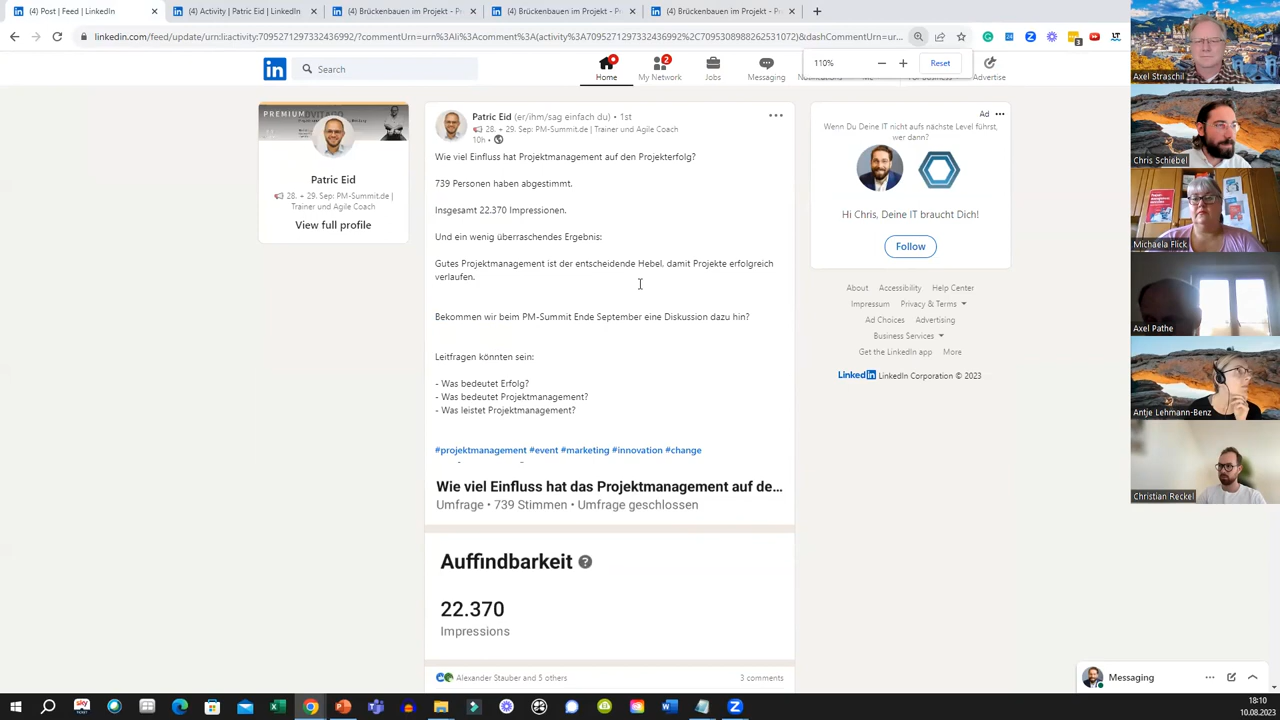 (4) Post | Feed | LinkedIn
(4) Activity | Patric Eid | LinkedIn
(4) Brückenbauen im Projekt - P
(4) Brückenbauen im Projekt - P
(4) Brückenbauen im Projekt - P
110%
Reset
Search
Home
My Network
Jobs
Messaging
Advertise
2
3
PREMIUM
Patric Eid
28. + 29. Sep: PM-Summit.de |
Trainer und Agile Coach
View full profile
Patric Eid (er/ihm/sag einfach du) • 1st
28. + 29. Sep: PM-Summit.de | Trainer und Agile Coach
10h •
Wie viel Einfluss hat Projektmanagement auf den Projekterfolg?
739 Personen haben abgestimmt.
Insgesamt 22.370 Impressionen.
Und ein wenig überraschendes Ergebnis:
Gutes Projektmanagement ist der entscheidende Hebel, damit Projekte erfolgreich
verlaufen.
Bekommen wir beim PM-Summit Ende September eine Diskussion dazu hin?
Leitfragen könnten sein:
- Was bedeutet Erfolg?
- Was bedeutet Projektmanagement?
- Was leistet Projektmanagement?
#projektmanagement #event #marketing #innovation #change
Wie viel Einfluss hat das Projektmanagement auf de...
Umfrage • 739 Stimmen • Umfrage geschlossen
Auffindbarkeit ?
22.370
Impressions
Alexander Stauber and 5 others
3 comments
Ad
Wenn Du Deine IT nicht aufs nächste Level führst,
wer dann?
Hi Chris, Deine IT braucht Dich!
Follow
About Accessibility Help Center
Impressum Privacy & Terms
Ad Choices Advertising
Business Services
Get the LinkedIn app More
LinkedIn LinkedIn Corporation © 2023
Messaging
Axel Straschil
Chris Schiebel
Michaela Flick
Axel Pathe
Antje Lehmann-Benz
Christian Reckel
18:10
10.08.2023